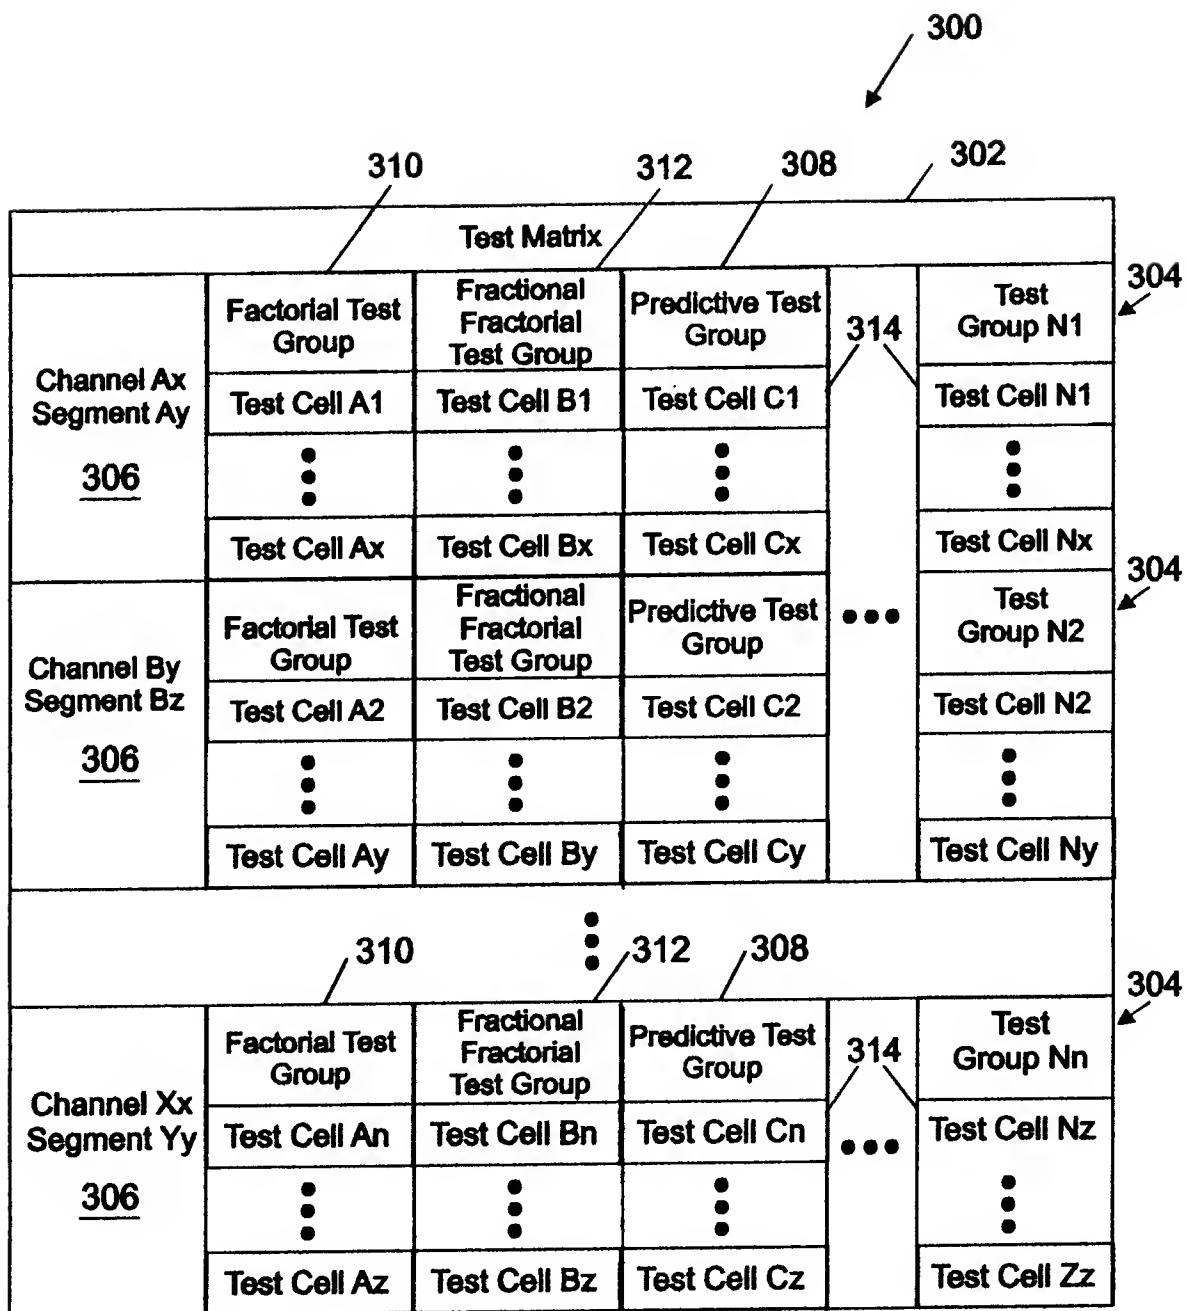 300
310
312
308
302
Test Matrix
Channel Ax
Segment Ay
306
Factorial Test
Group
Fractional
Fractorial
Test Group
Predictive Test
Group
314
Test
Group N1
304
Test Cell A1
Test Cell B1
Test Cell C1
Test Cell N1
Test Cell Ax
Test Cell Bx
Test Cell Cx
Test Cell Nx
Channel By
Segment Bz
306
Factorial Test
Group
Fractional
Fractorial
Test Group
Predictive Test
Group
Test
Group N2
304
Test Cell A2
Test Cell B2
Test Cell C2
Test Cell N2
Test Cell Ay
Test Cell By
Test Cell Cy
Test Cell Ny
310
312
308
Channel Xx
Segment Yy
306
Factorial Test
Group
Fractional
Fractorial
Test Group
Predictive Test
Group
314
Test
Group Nn
304
Test Cell An
Test Cell Bn
Test Cell Cn
Test Cell Nz
Test Cell Az
Test Cell Bz
Test Cell Cz
Test Cell Zz